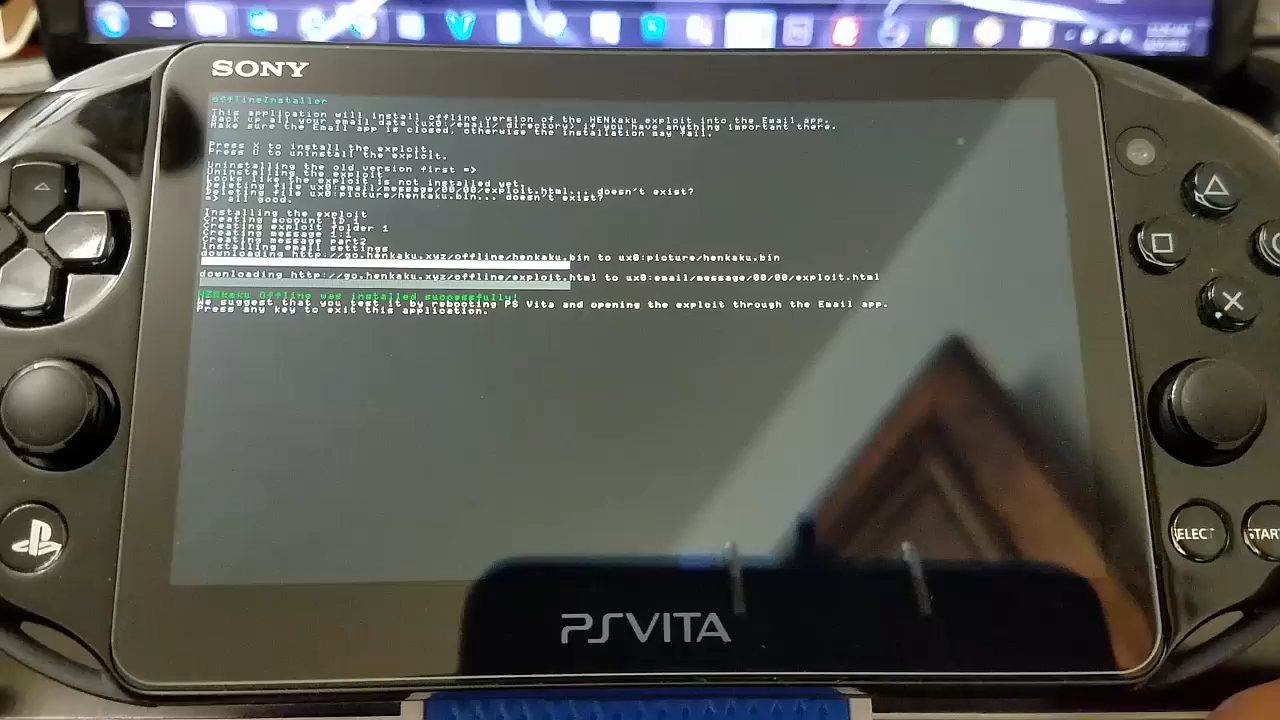 SONY
offlineInstaller
This application will install offline version of the HENkaku exploit into the Email app.
Back up all your email data (ux0:/email/ directory) if you have anything important there.
Make sure the Email app is closed, otherwise the installation may fail.
Press X to install the exploit.
Press O to uninstall the exploit.
Uninstalling the old version first =>
Uninstalling the exploit
Looks like the exploit is not installed yet.
Deleting file ux0:email/message/00/00/exploit.html... doesn't exist?
Deleting file ux0:picture/henkaku.bin... doesn't exist?
=> all good.
Installing the exploit
Creating account ID 1
Creating exploit folder 1
Creating message 1:1
Creating message part2
Installing email settings
downloading http://go.henkaku.xyz/offline/henkaku.bin to ux0:picture/henkaku.bin
downloading http://go.henkaku.xyz/offline/exploit.html to ux0:email/message/00/00/exploit.html
HENkaku Offline was installed successfully!
We suggest that you test it by rebooting PS Vita and opening the exploit through the Email app.
Press any key to exit this application.
ELECT
START
PSVITA